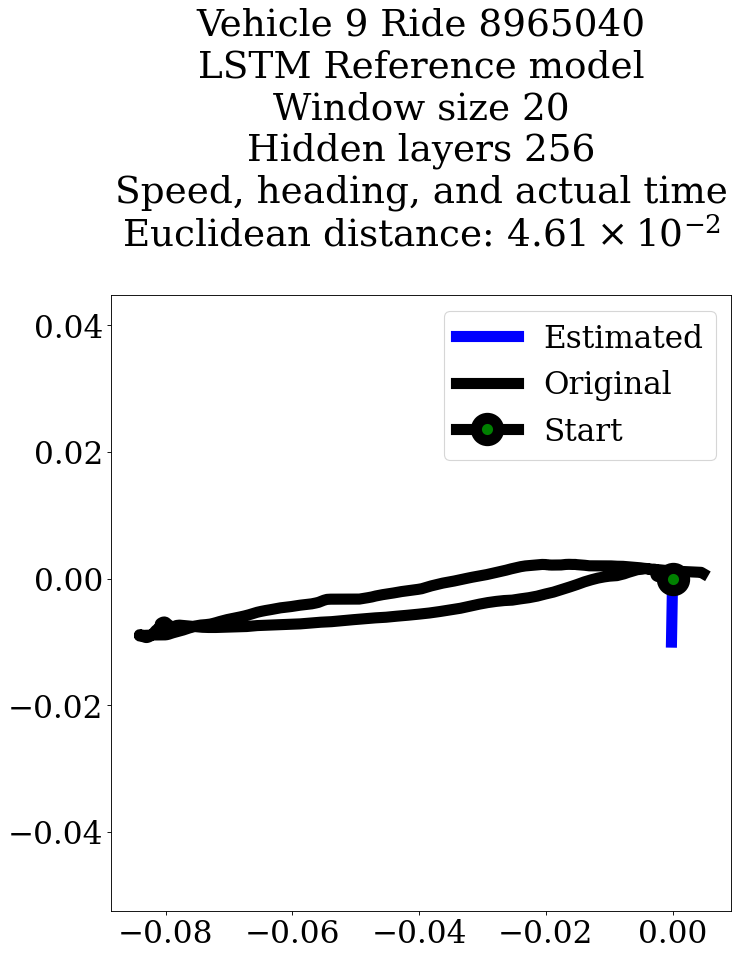 Vehicle 9 Ride 8965040
LSTM Reference model
Window size 20
Hidden layers 256
Speed, heading, and actual time
Euclidean distance: 4.61 × 10⁻²
Estimated
Original
Start
0.04
0.02
0.00
−0.02
−0.04
−0.08 −0.06 −0.04 −0.02 0.00